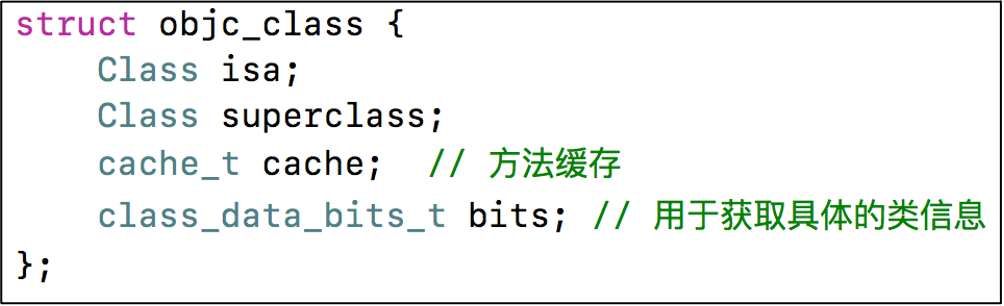 struct objc_class {
    Class isa;
    Class superclass;
    cache_t cache;  // 方法缓存
    class_data_bits_t bits; // 用于获取具体的类信息
};